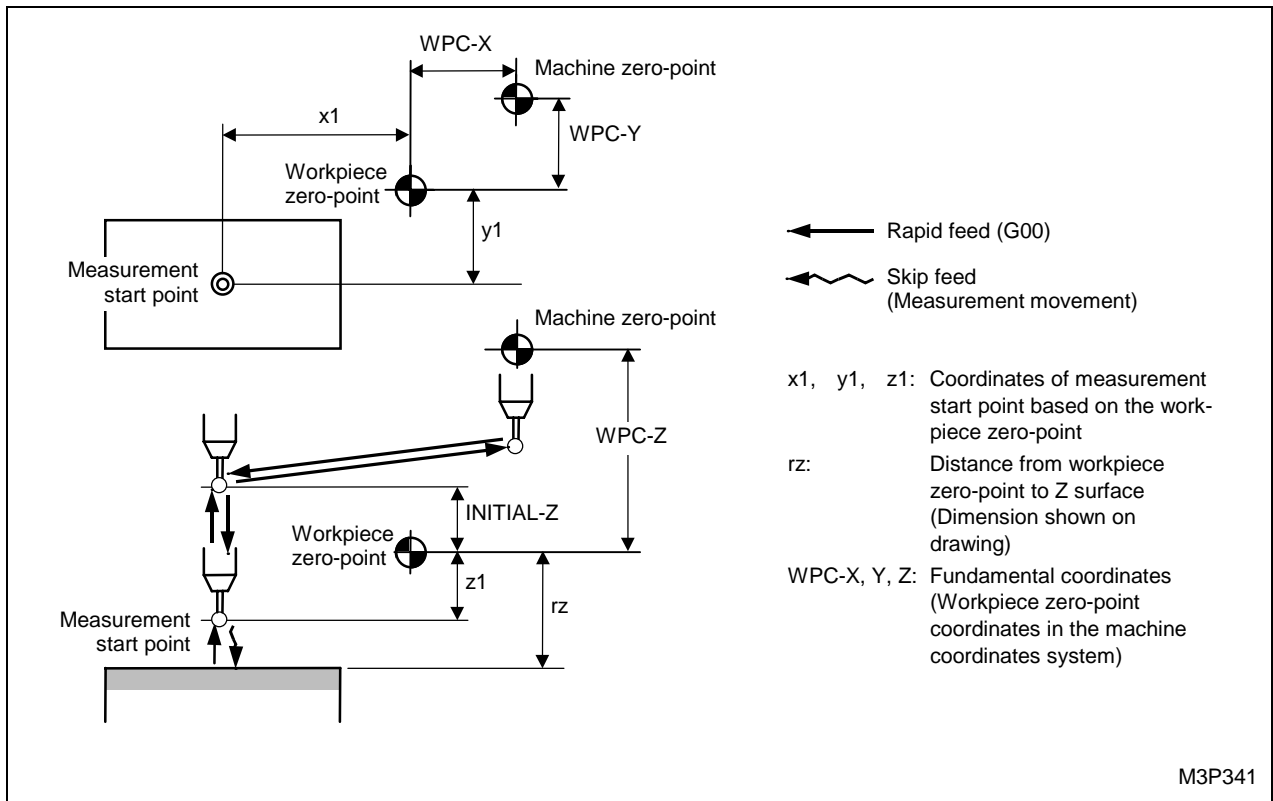 WPC-X
Machine zero-point
x1
WPC-Y
Workpiece
zero-point
y1
Measurement
start point
Rapid feed (G00)
Skip feed
(Measurement movement)
Machine zero-point
WPC-Z
INITIAL-Z
Workpiece
zero-point
z1
rz
Measurement
start point
x1, y1, z1: Coordinates of measurement
start point based on the work-
piece zero-point
rz: Distance from workpiece
zero-point to Z surface
(Dimension shown on
drawing)
WPC-X, Y, Z: Fundamental coordinates
(Workpiece zero-point
coordinates in the machine
coordinates system)
M3P341